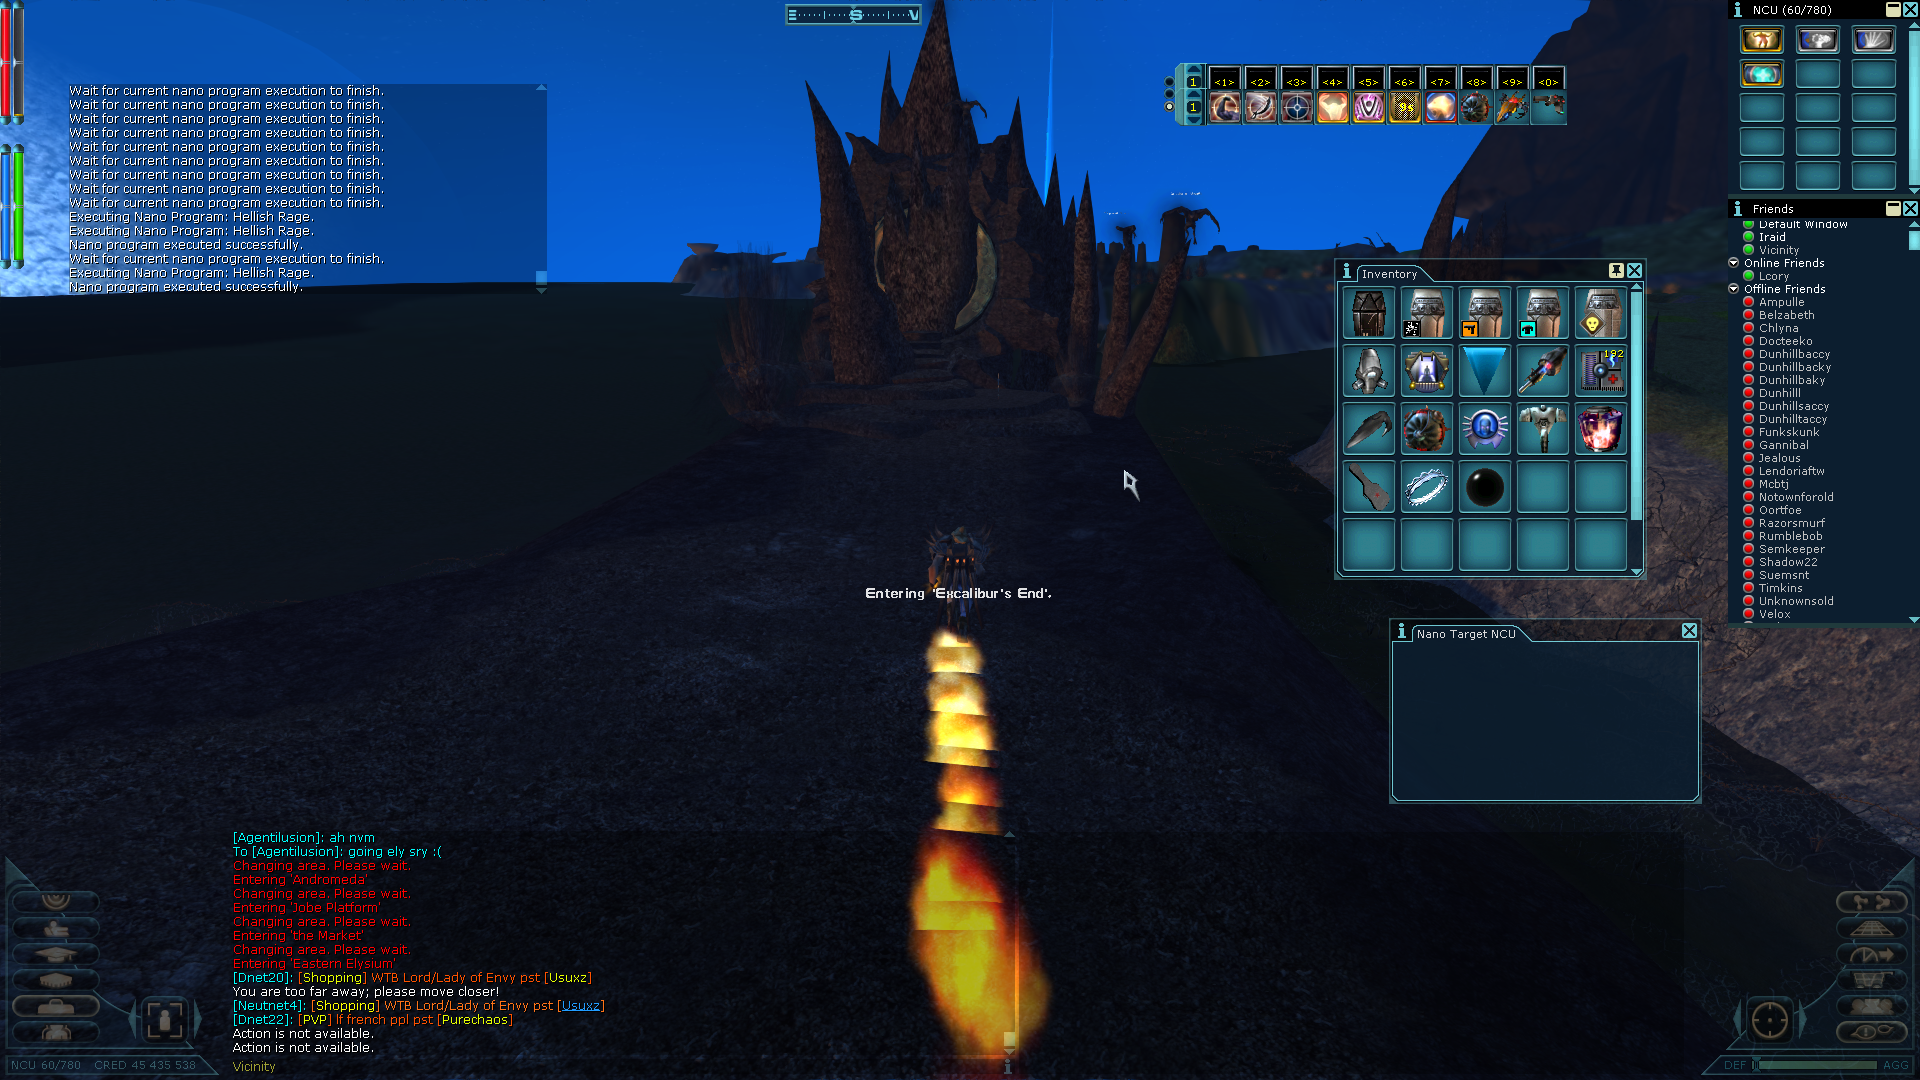 Wait for current nano program execution to finish.
Wait for current nano program execution to finish.
Wait for current nano program execution to finish.
Wait for current nano program execution to finish.
Wait for current nano program execution to finish.
Wait for current nano program execution to finish.
Wait for current nano program execution to finish.
Wait for current nano program execution to finish.
Wait for current nano program execution to finish.
Executing Nano Program: Hellish Rage.
Executing Nano Program: Hellish Rage.
Nano program executed successfully.
Wait for current nano program execution to finish.
Executing Nano Program: Hellish Rage.
Nano program executed successfully.
S
V
1 <1> <2> <3> <4> <5> <6> <7> <8> <9> <0>
1
NCU (60/780)
Friends
Default Window
Iraid
Vicinity
Online Friends
Lcory
Offline Friends
Ampulle
Belzabeth
Chlyna
Docteeko
Dunhillbaccy
Dunhillbacky
Dunhillbaky
Dunhilll
Dunhillsaccy
Dunhilltaccy
Funkskunk
Gannibal
Jealous
Lendoriaftw
Mcbtj
Notownforold
Oortfoe
Razorsmurf
Rumblebob
Semkeeper
Shadow22
Suemsnt
Timkins
Unknownsold
Velox
Inventory
192
Nano Target NCU
Entering 'Excalibur's End'.
[Agentilusion]: ah nvm
To [Agentilusion]: going ely sry :(
Changing area. Please wait.
Entering 'Andromeda'
Changing area. Please wait.
Entering 'Jobe Platform'
Changing area. Please wait.
Entering 'the Market'
Changing area. Please wait.
Entering 'Eastern Elysium'
[Dnet20]: [Shopping] WTB Lord/Lady of Envy pst [Usuxz]
You are too far away; please move closer!
[Neutnet4]: [Shopping] WTB Lord/Lady of Envy pst [Usuxz]
[Dnet22]: [PVP] lf french ppl pst [Purechaos]
Action is not available.
Action is not available.
Vicinity
NCU 60/780 CRED 45 435 538
DEF AGG